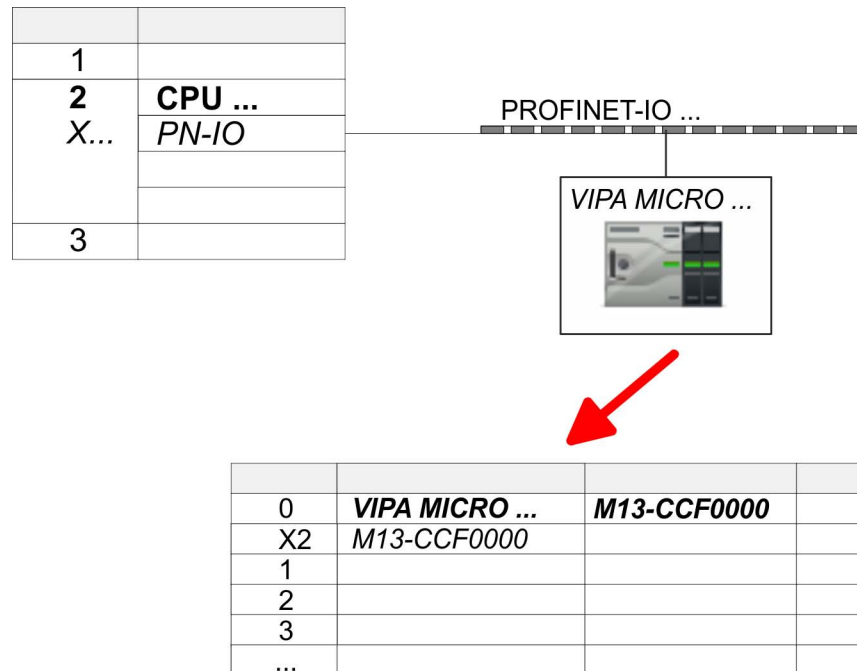 1
2 CPU ...
X... PN-IO
3
PROFINET-IO ...
VIPA MICRO ...
0 VIPA MICRO ... M13-CCF0000
X2 M13-CCF0000
1
2
3
...